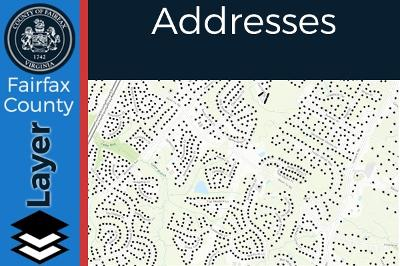 Addresses
COUNTY OF FAIRFAX
1742
VIRGINIA
Fairfax
County
Layer